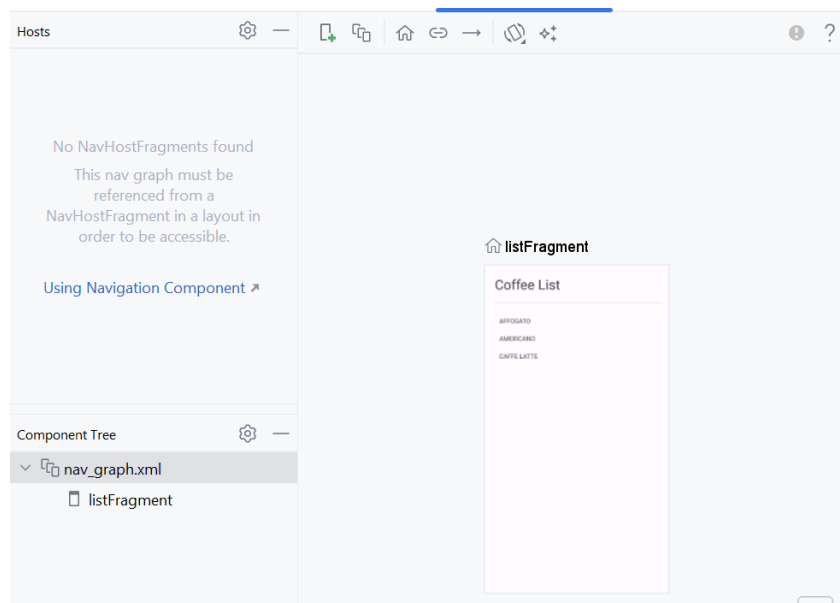 Hosts
No NavHostFragments found
This nav graph must be
referenced from a
NavHostFragment in a layout in
order to be accessible.
Using Navigation Component
listFragment
Coffee List
AFFOGATO
AMERICANO
CAFFE LATTE
Component Tree
nav_graph.xml
listFragment